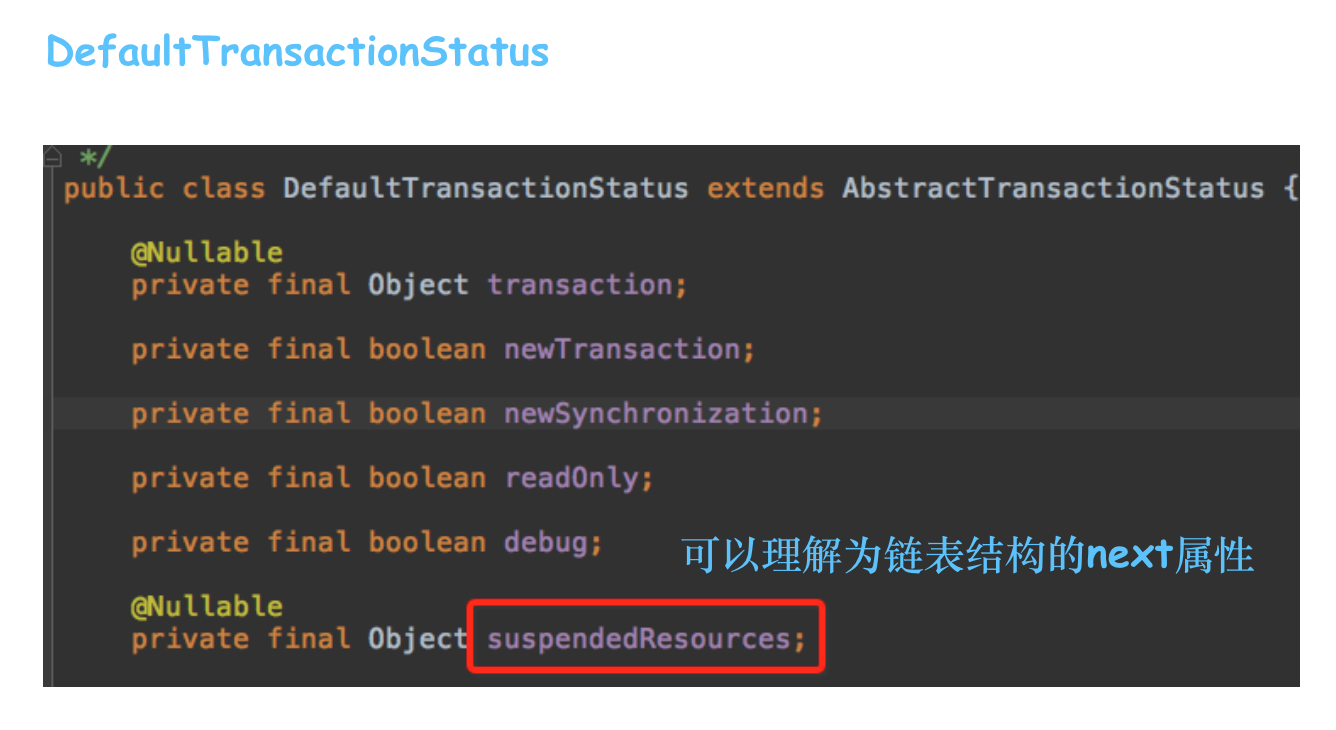 DefaultTransactionStatus
*/
public class DefaultTransactionStatus extends AbstractTransactionStatus {
@Nullable
private final Object transaction;
private final boolean newTransaction;
private final boolean newSynchronization;
private final boolean readOnly;
private final boolean debug;
可以理解为链表结构的next属性
@Nullable
private final Object suspendedResources;